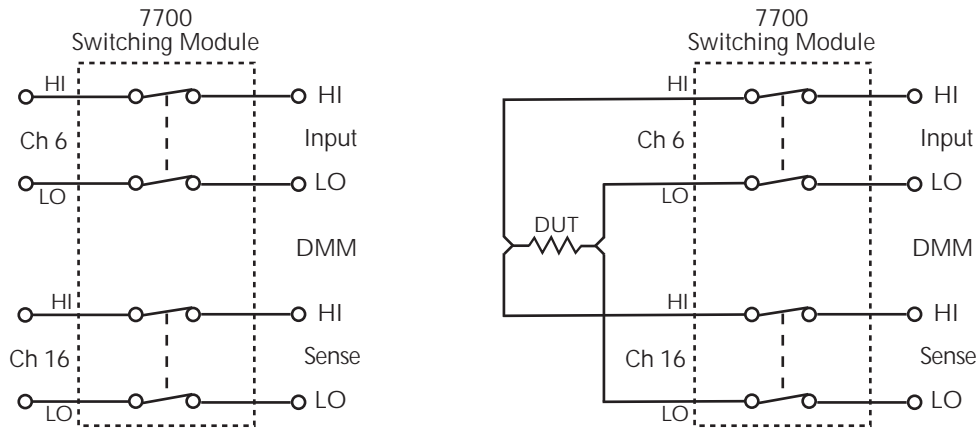 7700
Switching Module
HI
HI
Ch 6
Input
LO
LO
DMM
HI
HI
Ch 16
Sense
LO
LO
7700
Switching Module
HI
HI
Ch 6
Input
LO
LO
DUT
DMM
HI
HI
Ch 16
Sense
LO
LO